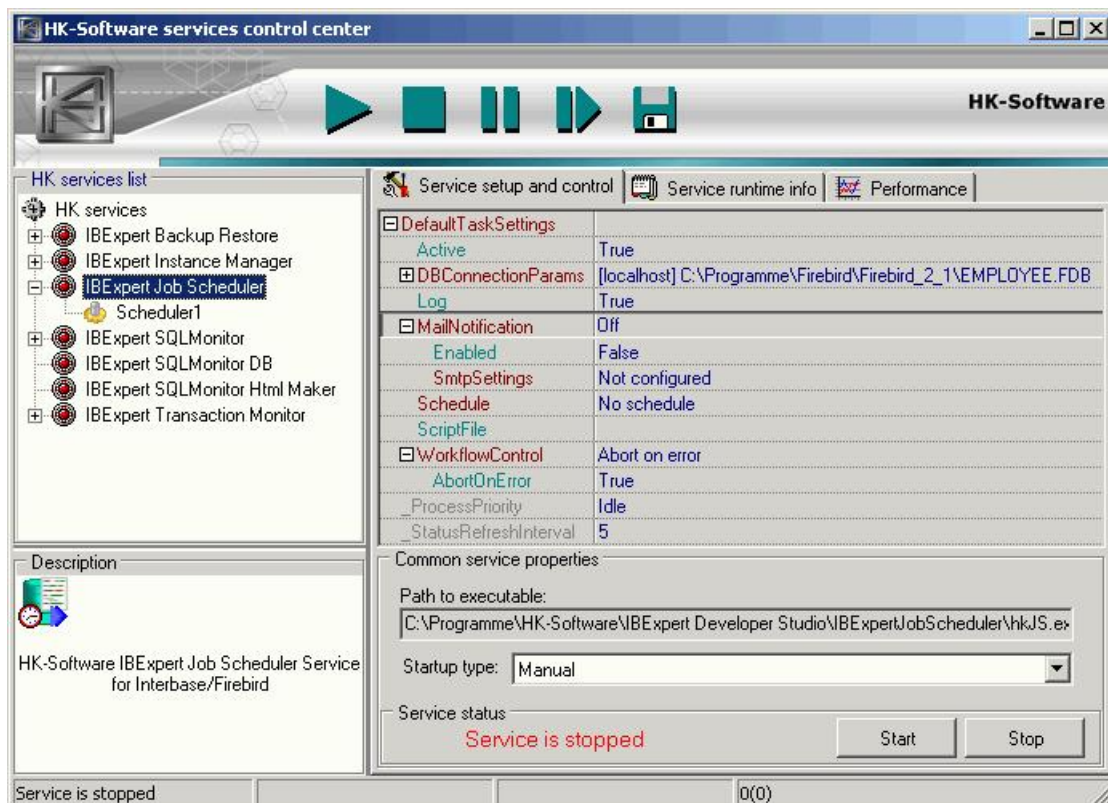 HK-Software services control center
HK-Software
HK services list
HK services
IBExpert Backup Restore
IBExpert Instance Manager
IBExpert Job Scheduler
Scheduler1
IBExpert SQLMonitor
IBExpert SQLMonitor DB
IBExpert SQLMonitor Html Maker
IBExpert Transaction Monitor
Description
HK-Software IBExpert Job Scheduler Service
for Interbase/Firebird
Service setup and control Service runtime info Performance
DefaultTaskSettings
Active True
DBConnectionParams [localhost] C:\Programme\Firebird\Firebird_2_1\EMPLOYEE.FDB
Log True
MailNotification Off
Enabled False
SmtpSettings Not configured
Schedule No schedule
ScriptFile
WorkflowControl Abort on error
AbortOnError True
_ProcessPriority Idle
_StatusRefreshInterval 5
Common service properties
Path to executable:
C:\Programme\HK-Software\IBExpert Developer Studio\IBExpertJobScheduler\hkJS.ex
Startup type: Manual
Service status
Service is stopped
Start Stop
Service is stopped 0(0)